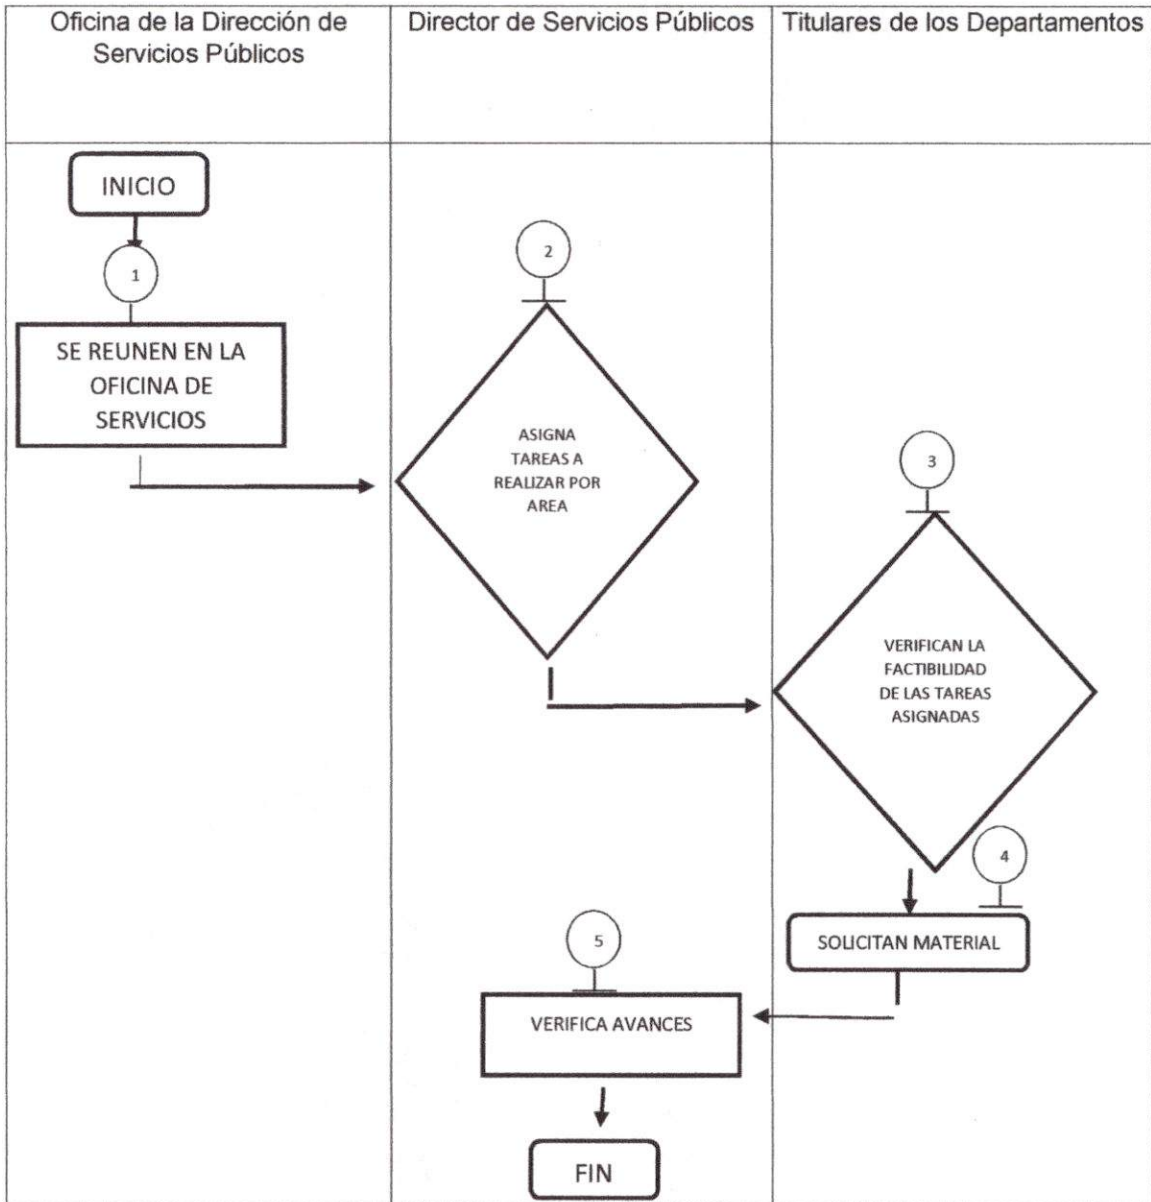 Oficina de la Dirección de
Servicios Públicos
Director de Servicios Públicos
Titulares de los Departamentos
INICIO
1
SE REUNEN EN LA
OFICINA DE
SERVICIOS
2
ASIGNA
TAREAS A
REALIZAR POR
AREA
3
VERIFICAN LA
FACTIBILIDAD
DE LAS TAREAS
ASIGNADAS
4
SOLICITAN MATERIAL
5
VERIFICA AVANCES
FIN